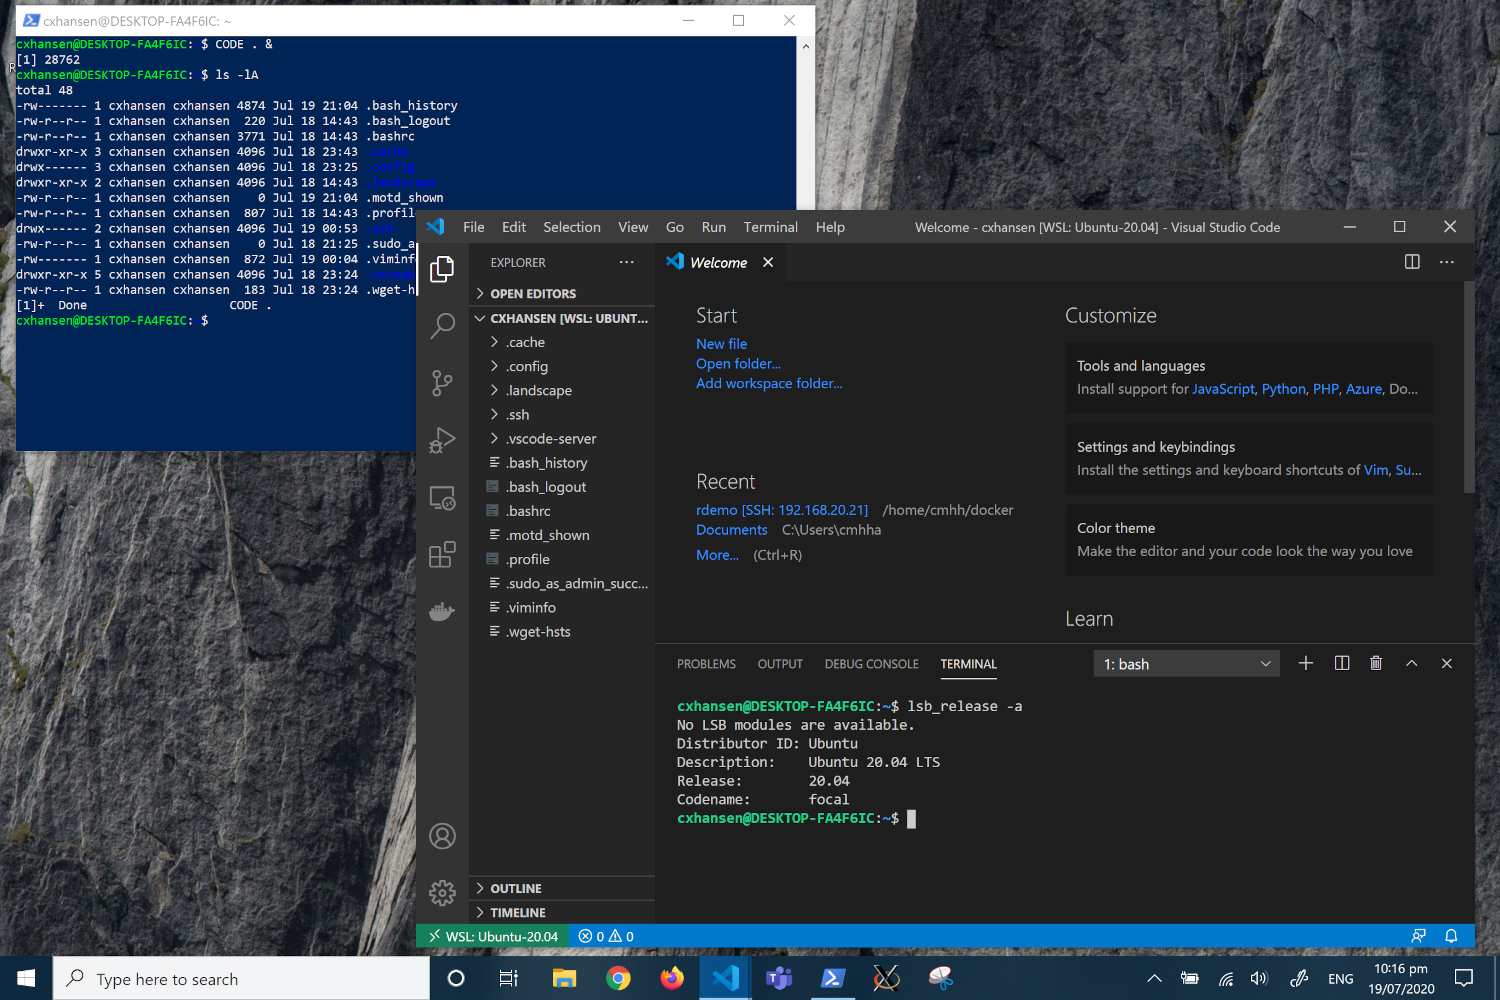 cxhansen@DESKTOP-FA4F6IC: ~
cxhansen@DESKTOP-FA4F6IC: $ CODE . &
[1] 28762
cxhansen@DESKTOP-FA4F6IC: $ ls -lA
total 48
-rw------- 1 cxhansen cxhansen 4874 Jul 19 21:04 .bash_history
-rw-r--r-- 1 cxhansen cxhansen  220 Jul 18 14:43 .bash_logout
-rw-r--r-- 1 cxhansen cxhansen 3771 Jul 18 14:43 .bashrc
drwxr-xr-x 3 cxhansen cxhansen 4096 Jul 18 23:43 .cache
drwx------ 3 cxhansen cxhansen 4096 Jul 18 23:25 .config
drwxr-xr-x 2 cxhansen cxhansen 4096 Jul 18 14:43 .landscape
-rw-r--r-- 1 cxhansen cxhansen    0 Jul 19 21:04 .motd_shown
-rw-r--r-- 1 cxhansen cxhansen  807 Jul 18 14:43 .profil
drwx------ 2 cxhansen cxhansen 4096 Jul 19 00:53 .ssh
-rw-r--r-- 1 cxhansen cxhansen    0 Jul 18 21:25 .sudo_a
-rw------- 1 cxhansen cxhansen  872 Jul 19 00:04 .viminf
drwxr-xr-x 5 cxhansen cxhansen 4096 Jul 18 23:24 .vscode
-rw-r--r-- 1 cxhansen cxhansen  183 Jul 18 23:24 .wget-h
[1]+  Done                    CODE .
cxhansen@DESKTOP-FA4F6IC: $
File Edit Selection View Go Run Terminal Help
Welcome - cxhansen [WSL: Ubuntu-20.04] - Visual Studio Code
EXPLORER
OPEN EDITORS
CXHANSEN [WSL: UBUNT...
.cache
.config
.landscape
.ssh
.vscode-server
.bash_history
.bash_logout
.bashrc
.motd_shown
.profile
.sudo_as_admin_succ...
.viminfo
.wget-hsts
OUTLINE
TIMELINE
Welcome
Start
New file
Open folder...
Add workspace folder...
Recent
rdemo [SSH: 192.168.20.21] /home/cmhh/docker
Documents C:\Users\cmhha
More... (Ctrl+R)
Customize
Tools and languages
Install support for JavaScript, Python, PHP, Azure, Do...
Settings and keybindings
Install the settings and keyboard shortcuts of Vim, Su...
Color theme
Make the editor and your code look the way you love
Learn
PROBLEMS OUTPUT DEBUG CONSOLE TERMINAL
1: bash
cxhansen@DESKTOP-FA4F6IC:~$ lsb_release -a
No LSB modules are available.
Distributor ID: Ubuntu
Description:    Ubuntu 20.04 LTS
Release:        20.04
Codename:       focal
cxhansen@DESKTOP-FA4F6IC:~$
WSL: Ubuntu-20.04 0 0
Type here to search
ENG
10:16 pm
19/07/2020